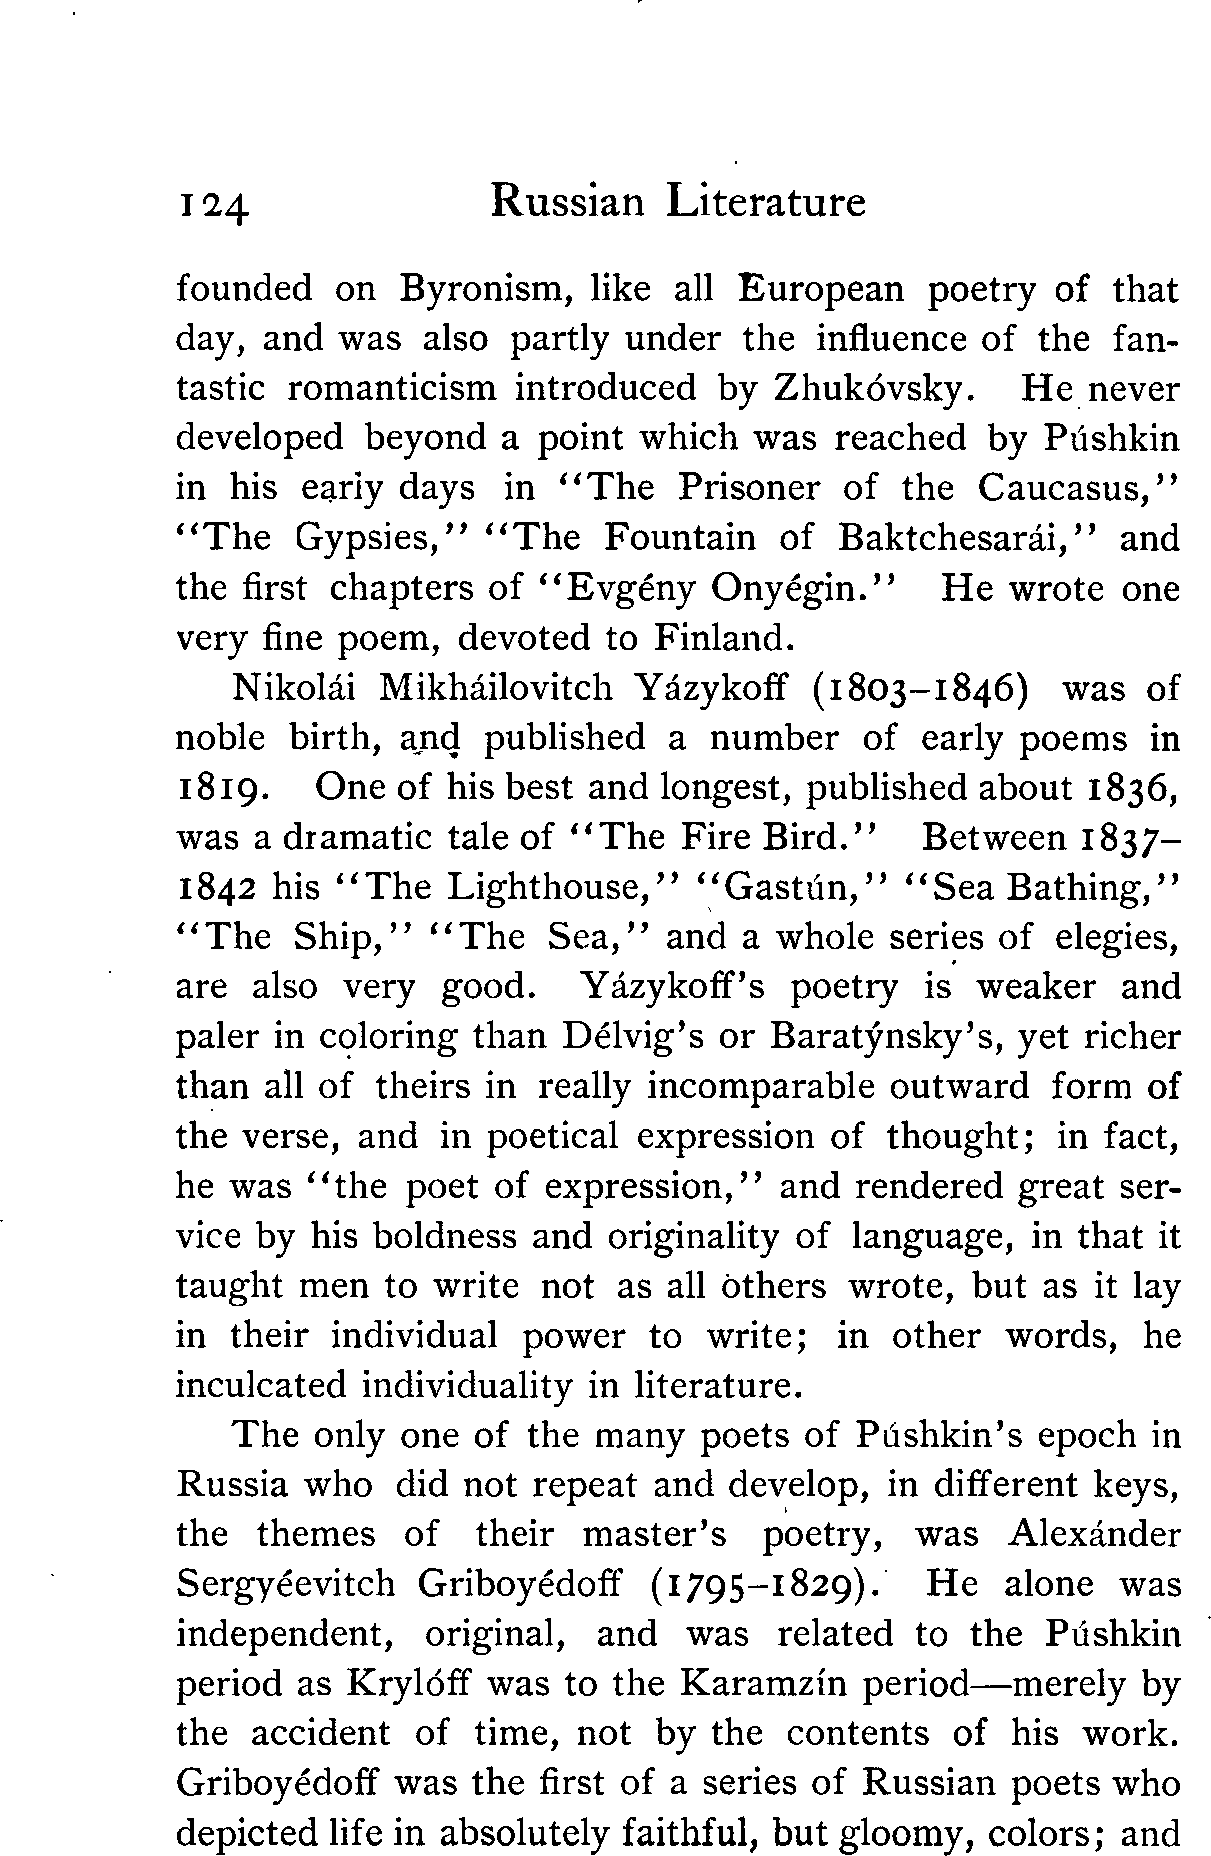 124 Russian Literature
founded on Byronism, like all European poetry of that
day, and was also partly under the influence of the fan-
tastic romanticism introduced by Zhukóvsky. He never
developed beyond a point which was reached by Púshkin
in his early days in "The Prisoner of the Caucasus,"
"The Gypsies," "The Fountain of Baktchesarái," and
the first chapters of "Evgény Onyégin." He wrote one
very fine poem, devoted to Finland.
Nikolái Mikháilovitch Yázykoff (1803–1846) was of
noble birth, and published a number of early poems in
1819. One of his best and longest, published about 1836,
was a dramatic tale of "The Fire Bird." Between 1837–
1842 his "The Lighthouse," "Gastún," "Sea Bathing,"
"The Ship," "The Sea," and a whole series of elegies,
are also very good. Yázykoff's poetry is weaker and
paler in coloring than Délvig's or Baratýnsky's, yet richer
than all of theirs in really incomparable outward form of
the verse, and in poetical expression of thought; in fact,
he was "the poet of expression," and rendered great ser-
vice by his boldness and originality of language, in that it
taught men to write not as all others wrote, but as it lay
in their individual power to write; in other words, he
inculcated individuality in literature.
The only one of the many poets of Púshkin's epoch in
Russia who did not repeat and develop, in different keys,
the themes of their master's poetry, was Alexánder
Sergyéevitch Griboyédoff (1795–1829). He alone was
independent, original, and was related to the Púshkin
period as Krylóff was to the Karamzín period—merely by
the accident of time, not by the contents of his work.
Griboyédoff was the first of a series of Russian poets who
depicted life in absolutely faithful, but gloomy, colors; and